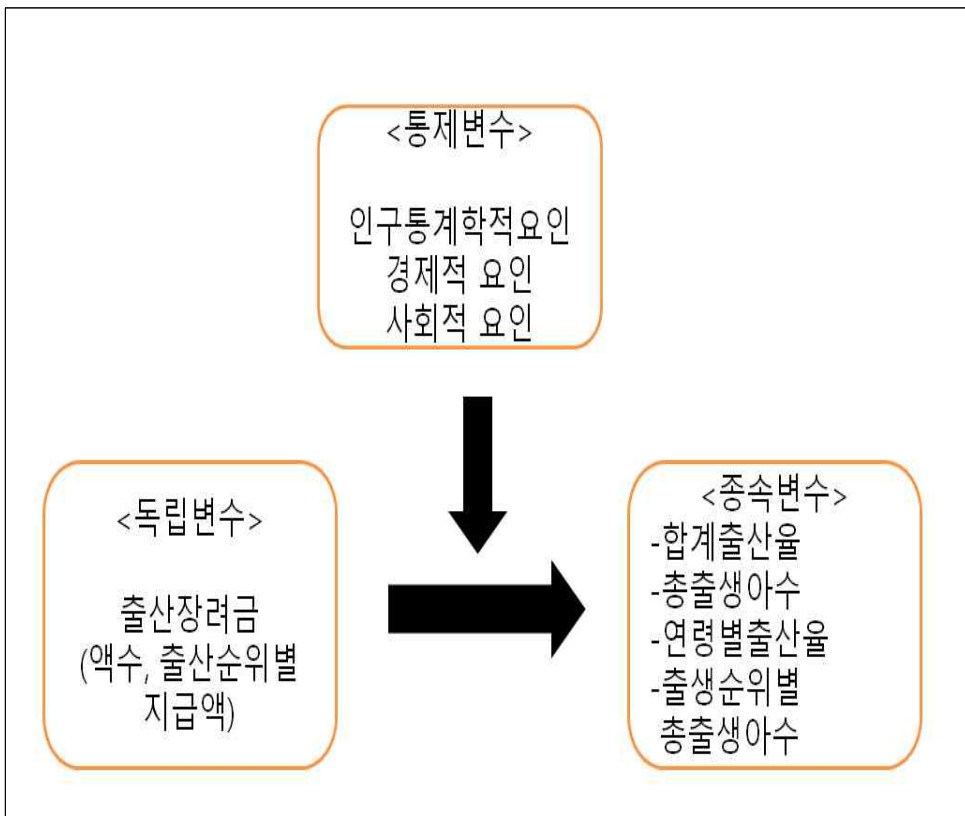 <통제변수>
인구통계학적요인
경제적 요인
사회적 요인
<독립변수>
출산장려금
(액수, 출산순위별
지급액)
<종속변수>
-합계출산율
-총출생아수
-연령별출산율
-출생순위별
총출생아수